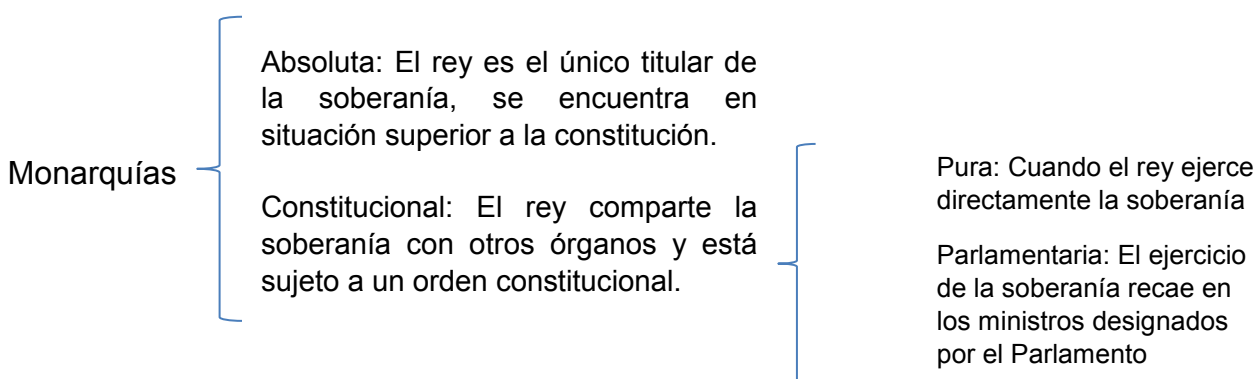 Monarquías
Absoluta: El rey es el único titular de
la soberanía, se encuentra en
situación superior a la constitución.
Constitucional: El rey comparte la
soberanía con otros órganos y está
sujeto a un orden constitucional.
Pura: Cuando el rey ejerce
directamente la soberanía
Parlamentaria: El ejercicio
de la soberanía recae en
los ministros designados
por el Parlamento